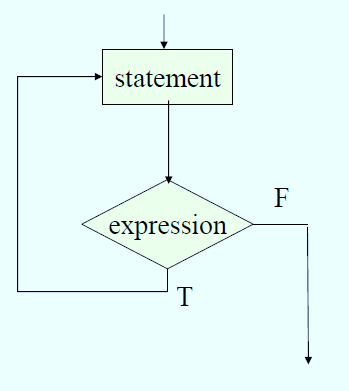 statement
expression
F
T